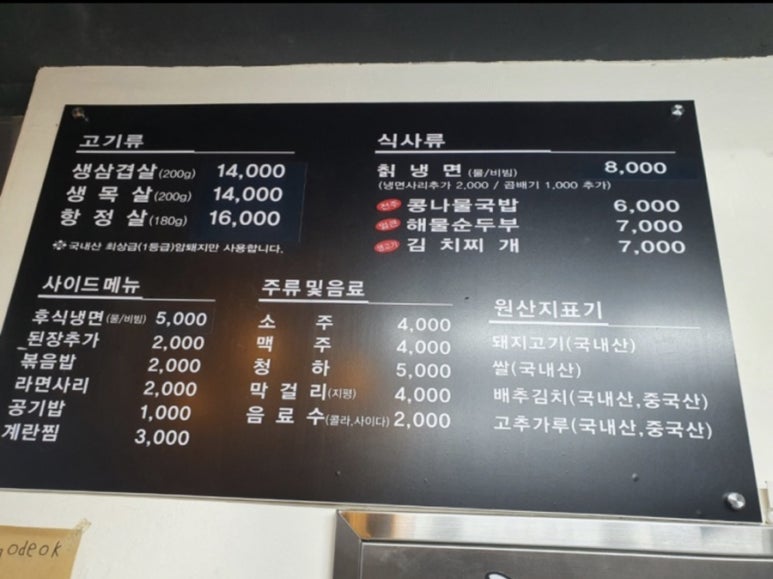 고기류
생삼겹살(200g) 14,000
생 목 살(200g) 14,000
항 정 살(180g) 16,000
국내산 최상급(1등급)암돼지만 사용합니다.
식사류
칡 냉 면 (물/비빔) 8,000
(냉면사리추가 2,000 / 곱배기 1,000 추가)
전주 콩나물국밥 6,000
얼큰 해물순두부 7,000
생고기 김 치찌 개 7,000
사이드메뉴
후식냉면(물/비빔) 5,000
된장추가 2,000
볶음밥 2,000
라면사리 2,000
공기밥 1,000
계란찜 3,000
주류및음료
소 주 4,000
맥 주 4,000
청 하 5,000
막 걸 리(지평) 4,000
음 료 수(콜라,사이다) 2,000
원산지표기
돼지고기(국내산)
쌀(국내산)
배추김치(국내산,중국산)
고추가루(국내산,중국산)
odeok